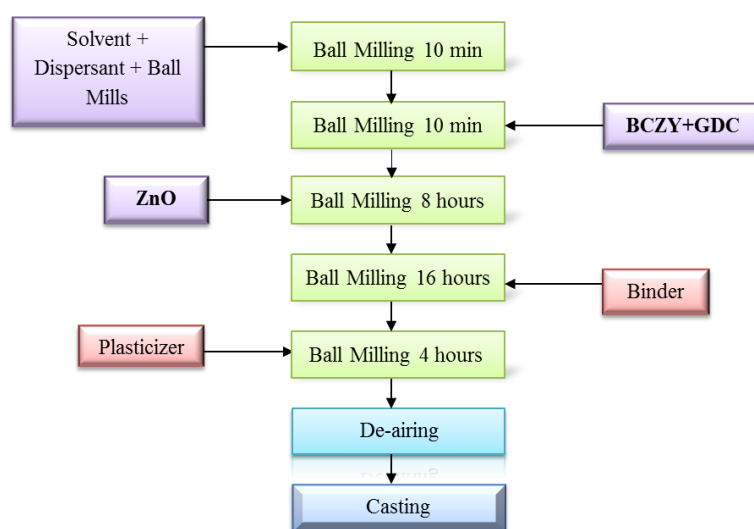 Solvent +
Dispersant + Ball
Mills
Ball Milling 10 min
Ball Milling 10 min
BCZY+GDC
ZnO
Ball Milling 8 hours
Ball Milling 16 hours
Binder
Plasticizer
Ball Milling 4 hours
De-airing
Casting